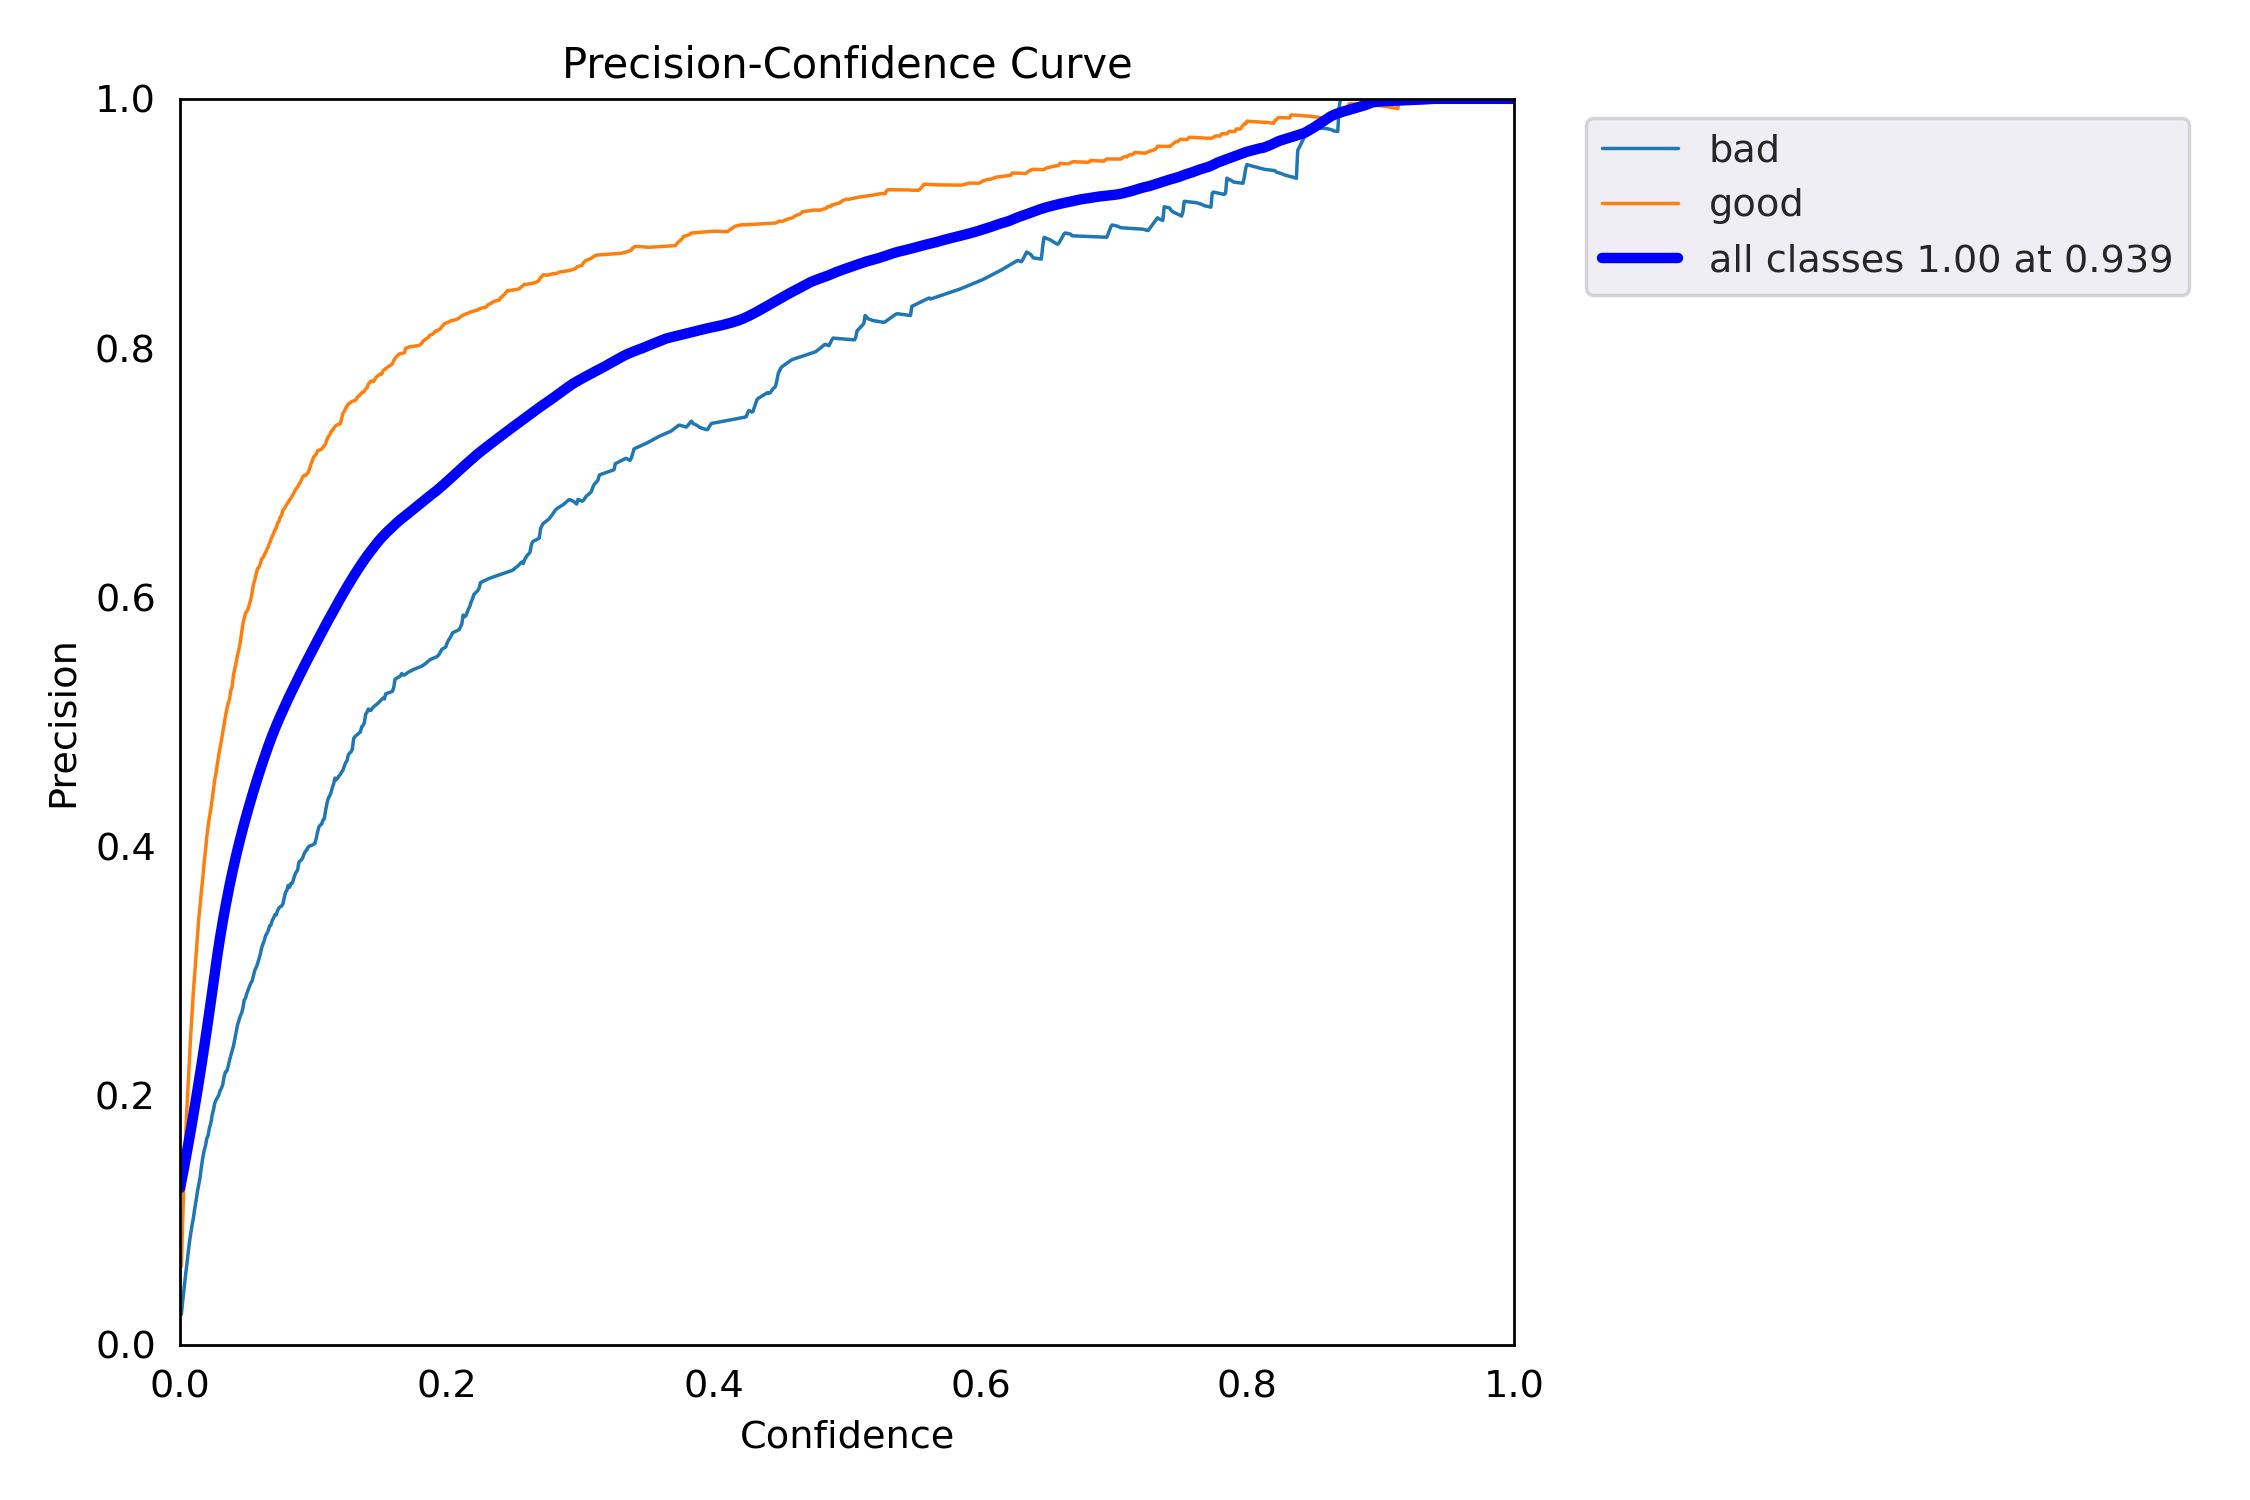 Precision-Confidence Curve
1.0
0.8
0.6
0.4
0.2
0.0
Precision
0.0 0.2 0.4 0.6 0.8 1.0
Confidence
bad
good
all classes 1.00 at 0.939